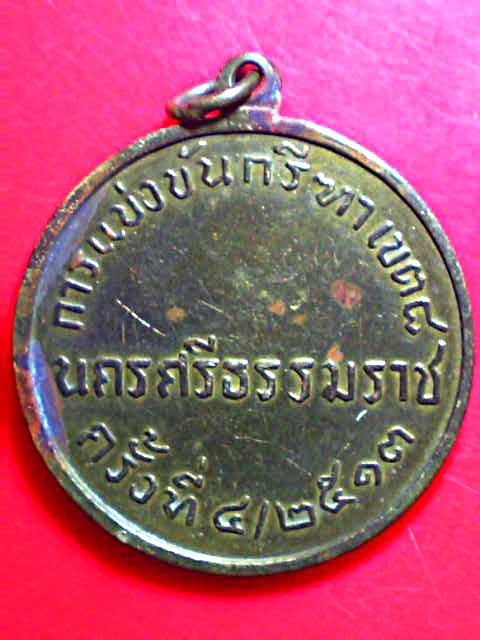 การแข่งขันกรีฑาเขต๘
นครศรีธรรมราช
ครั้งที่ ๔/๒๕๑๓